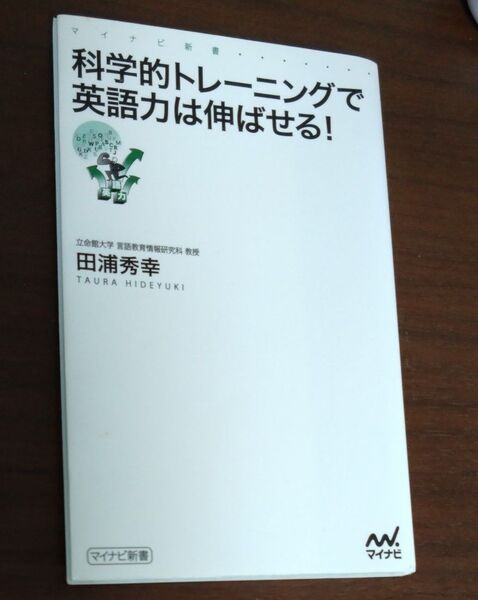 マイナビ新書
科学的トレーニングで
英語力は伸ばせる!
立命館大学 言語教育情報研究科 教授
田浦秀幸
TAURA HIDEYUKI
マイナビ新書
マイナビ